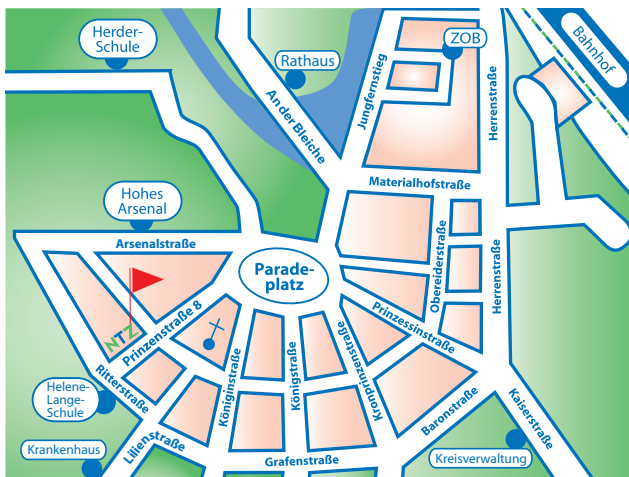 Herder-
Schule
Rathaus
ZOB
Bahnhof
An der Bleiche
Jungfernstieg
Herrenstraße
Materialhofstraße
Hohes
Arsenal
Arsenalstraße
Parade-
platz
Obereiderstraße
Herrenstraße
NTZ
Prinzenstraße 8
Prinzessinstraße
Ritterstraße
Königinstraße
Königstraße
Kronprinzenstraße
Helene-
Lange-
Schule
Baronstraße
Kaiserstraße
Lilienstraße
Krankenhaus
Grafenstraße
Kreisverwaltung